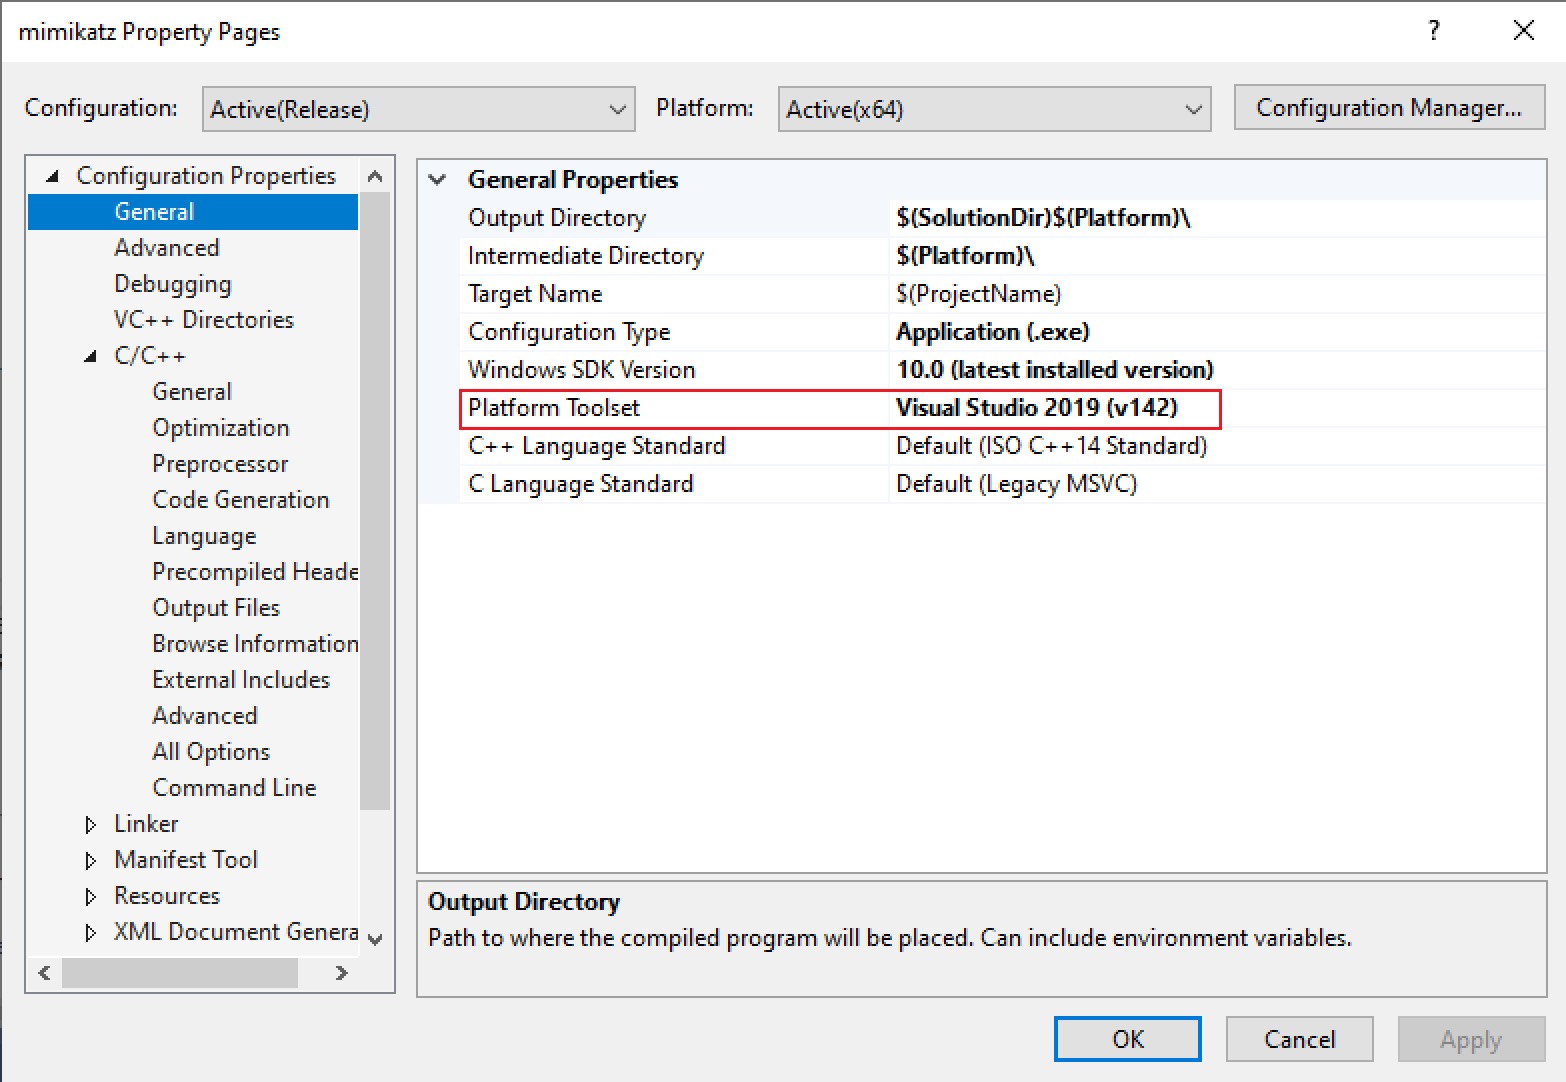 mimikatz Property Pages
?
Configuration: Active(Release) Platform: Active(x64) Configuration Manager...
Configuration Properties
General
Advanced
Debugging
VC++ Directories
C/C++
General
Optimization
Preprocessor
Code Generation
Language
Precompiled Heade
Output Files
Browse Information
External Includes
Advanced
All Options
Command Line
Linker
Manifest Tool
Resources
XML Document Genera
General Properties
Output Directory $(SolutionDir)$(Platform)\
Intermediate Directory $(Platform)\
Target Name $(ProjectName)
Configuration Type Application (.exe)
Windows SDK Version 10.0 (latest installed version)
Platform Toolset Visual Studio 2019 (v142)
C++ Language Standard Default (ISO C++14 Standard)
C Language Standard Default (Legacy MSVC)
Output Directory
Path to where the compiled program will be placed. Can include environment variables.
OK Cancel Apply